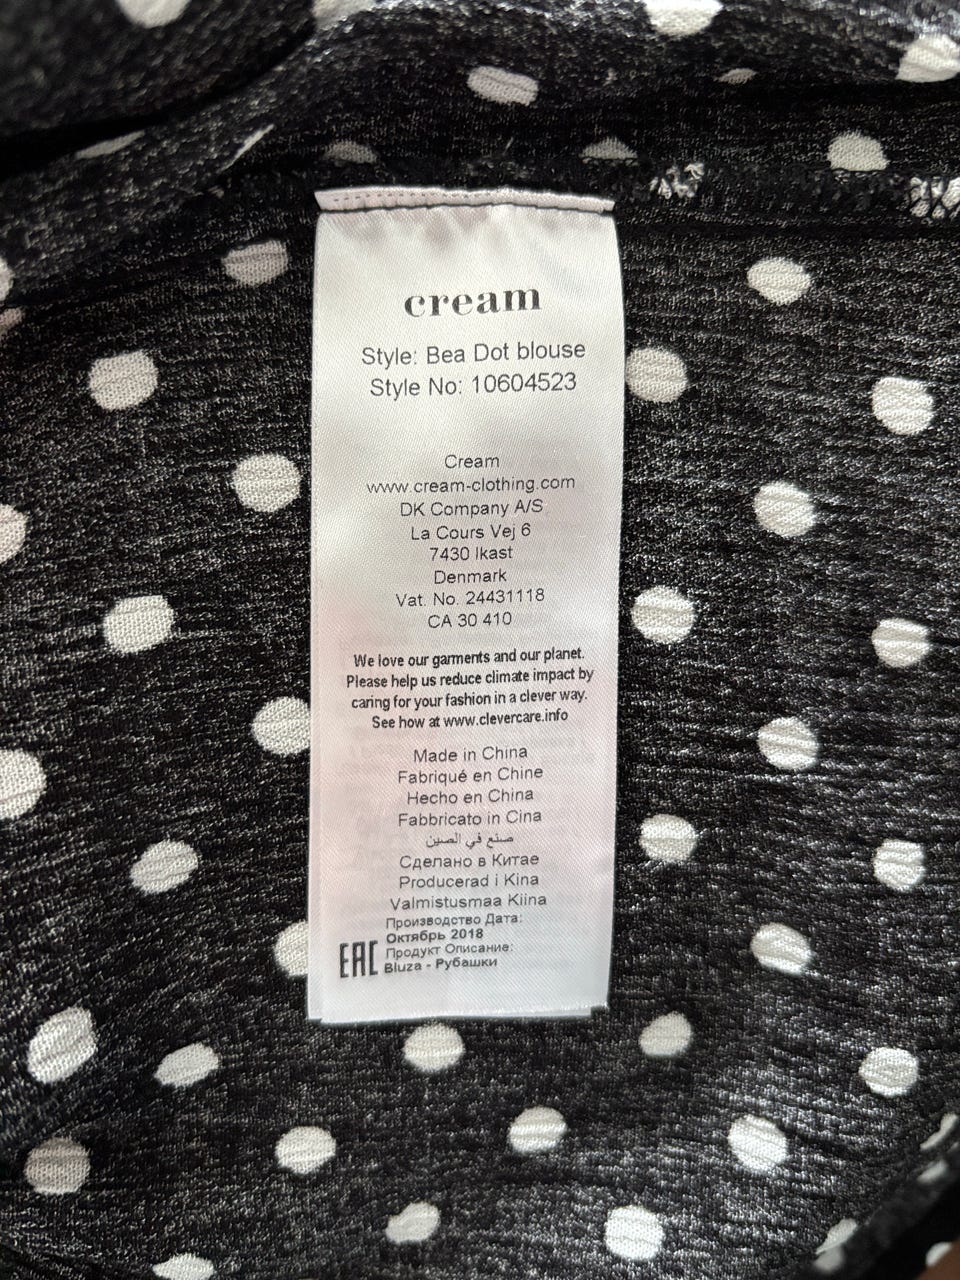 cream
Style: Bea Dot blouse
Style No: 10604523
Cream
www.cream-clothing.com
DK Company A/S
La Cours Vej 6
7430 Ikast
Denmark
Vat. No. 24431118
CA 30 410
We love our garments and our planet.
Please help us reduce climate impact by
caring for your fashion in a clever way.
See how at www.clevercare.info
Made in China
Fabriqué en Chine
Hecho en China
Fabbricato in Cina
صنع في الصين
Сделано в Китае
Producerad i Kina
Valmistusmaa Kiina
Производство Дата:
Октябрь 2018
Продукт Описание:
Bluza - Рубашки
EAC